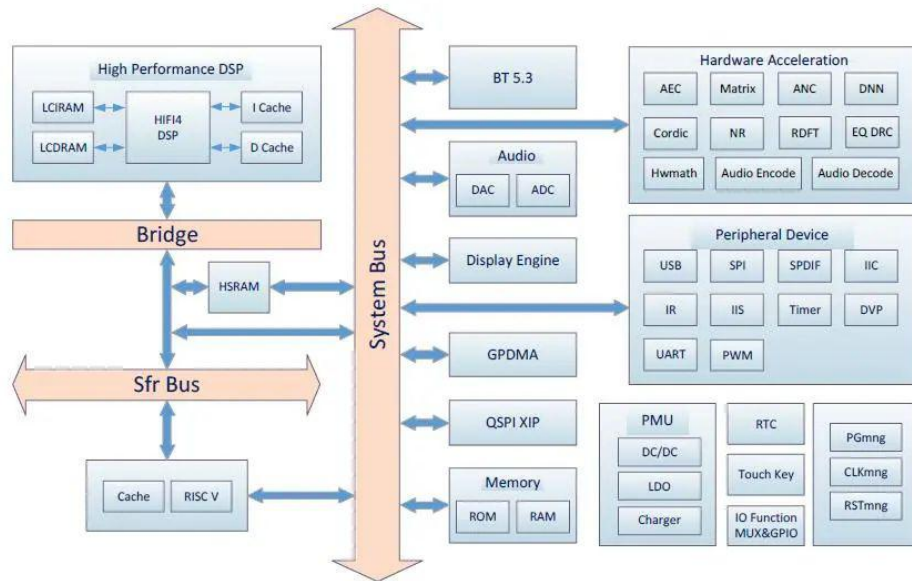 High Performance DSP
LCIRAM
HIFI4
DSP
I Cache
LCDRAM
D Cache
Bridge
HSRAM
Sfr Bus
Cache
RISC V
System Bus
BT 5.3
Audio
DAC
ADC
Display Engine
GPDMA
QSPI XIP
Memory
ROM
RAM
Hardware Acceleration
AEC
Matrix
ANC
DNN
Cordic
NR
RDFT
EQ DRC
Hwmath
Audio Encode
Audio Decode
Peripheral Device
USB
SPI
SPDIF
IIC
IR
IIS
Timer
DVP
UART
PWM
PMU
DC/DC
LDO
Charger
RTC
Touch Key
IO Function
MUX&GPIO
PGmng
CLKmng
RSTmng